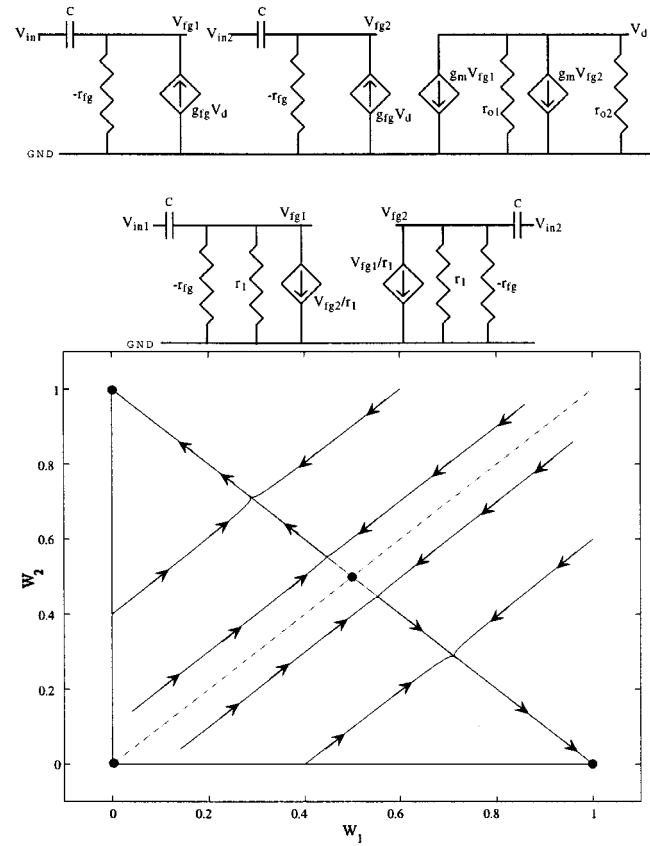 C V_fg1 C V_fg2 V_d
V_in1 V_in2
g_m V_fg1 g_m V_fg2
-r_fg g_fg V_d -r_fg g_fg V_d r_o1 r_o2
GND
C V_fg1 V_fg2 C
V_in1 V_in2
V_fg1/r_1
-r_fg r_1 V_fg2/r_1 r_1 -r_fg
GND
1
0.8
0.6
0.4
0.2
0
W_2
0 0.2 0.4 0.6 0.8 1
W_1